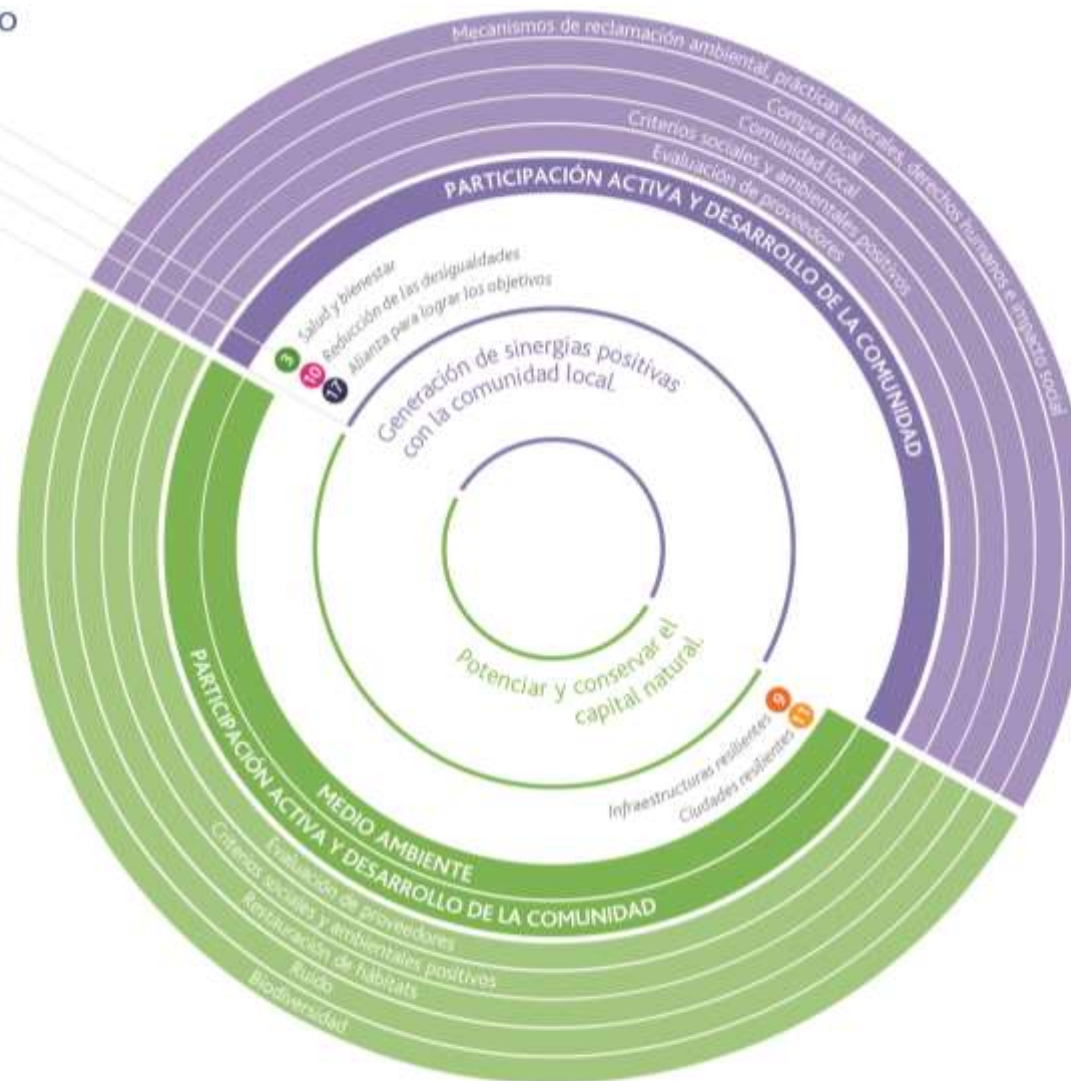 O
Mecanismos de reclamación ambiental, prácticas laborales, derechos humanos e impacto social
Compra local
Comunidad local
Criterios sociales y ambientales positivos
Evaluación de proveedores
PARTICIPACIÓN ACTIVA Y DESARROLLO DE LA COMUNIDAD
3 Salud y bienestar
10 Reducción de las desigualdades
17 Alianza para lograr los objetivos
Generación de sinergias positivas
con la comunidad local.
Potenciar y conservar el
capital natural.
9 Infraestructuras resilientes
11 Ciudades resilientes
MEDIO AMBIENTE
PARTICIPACIÓN ACTIVA Y DESARROLLO DE LA COMUNIDAD
Evaluación de proveedores
Criterios sociales y ambientales positivos
Restauración de hábitats
Ruido
Biodiversidad